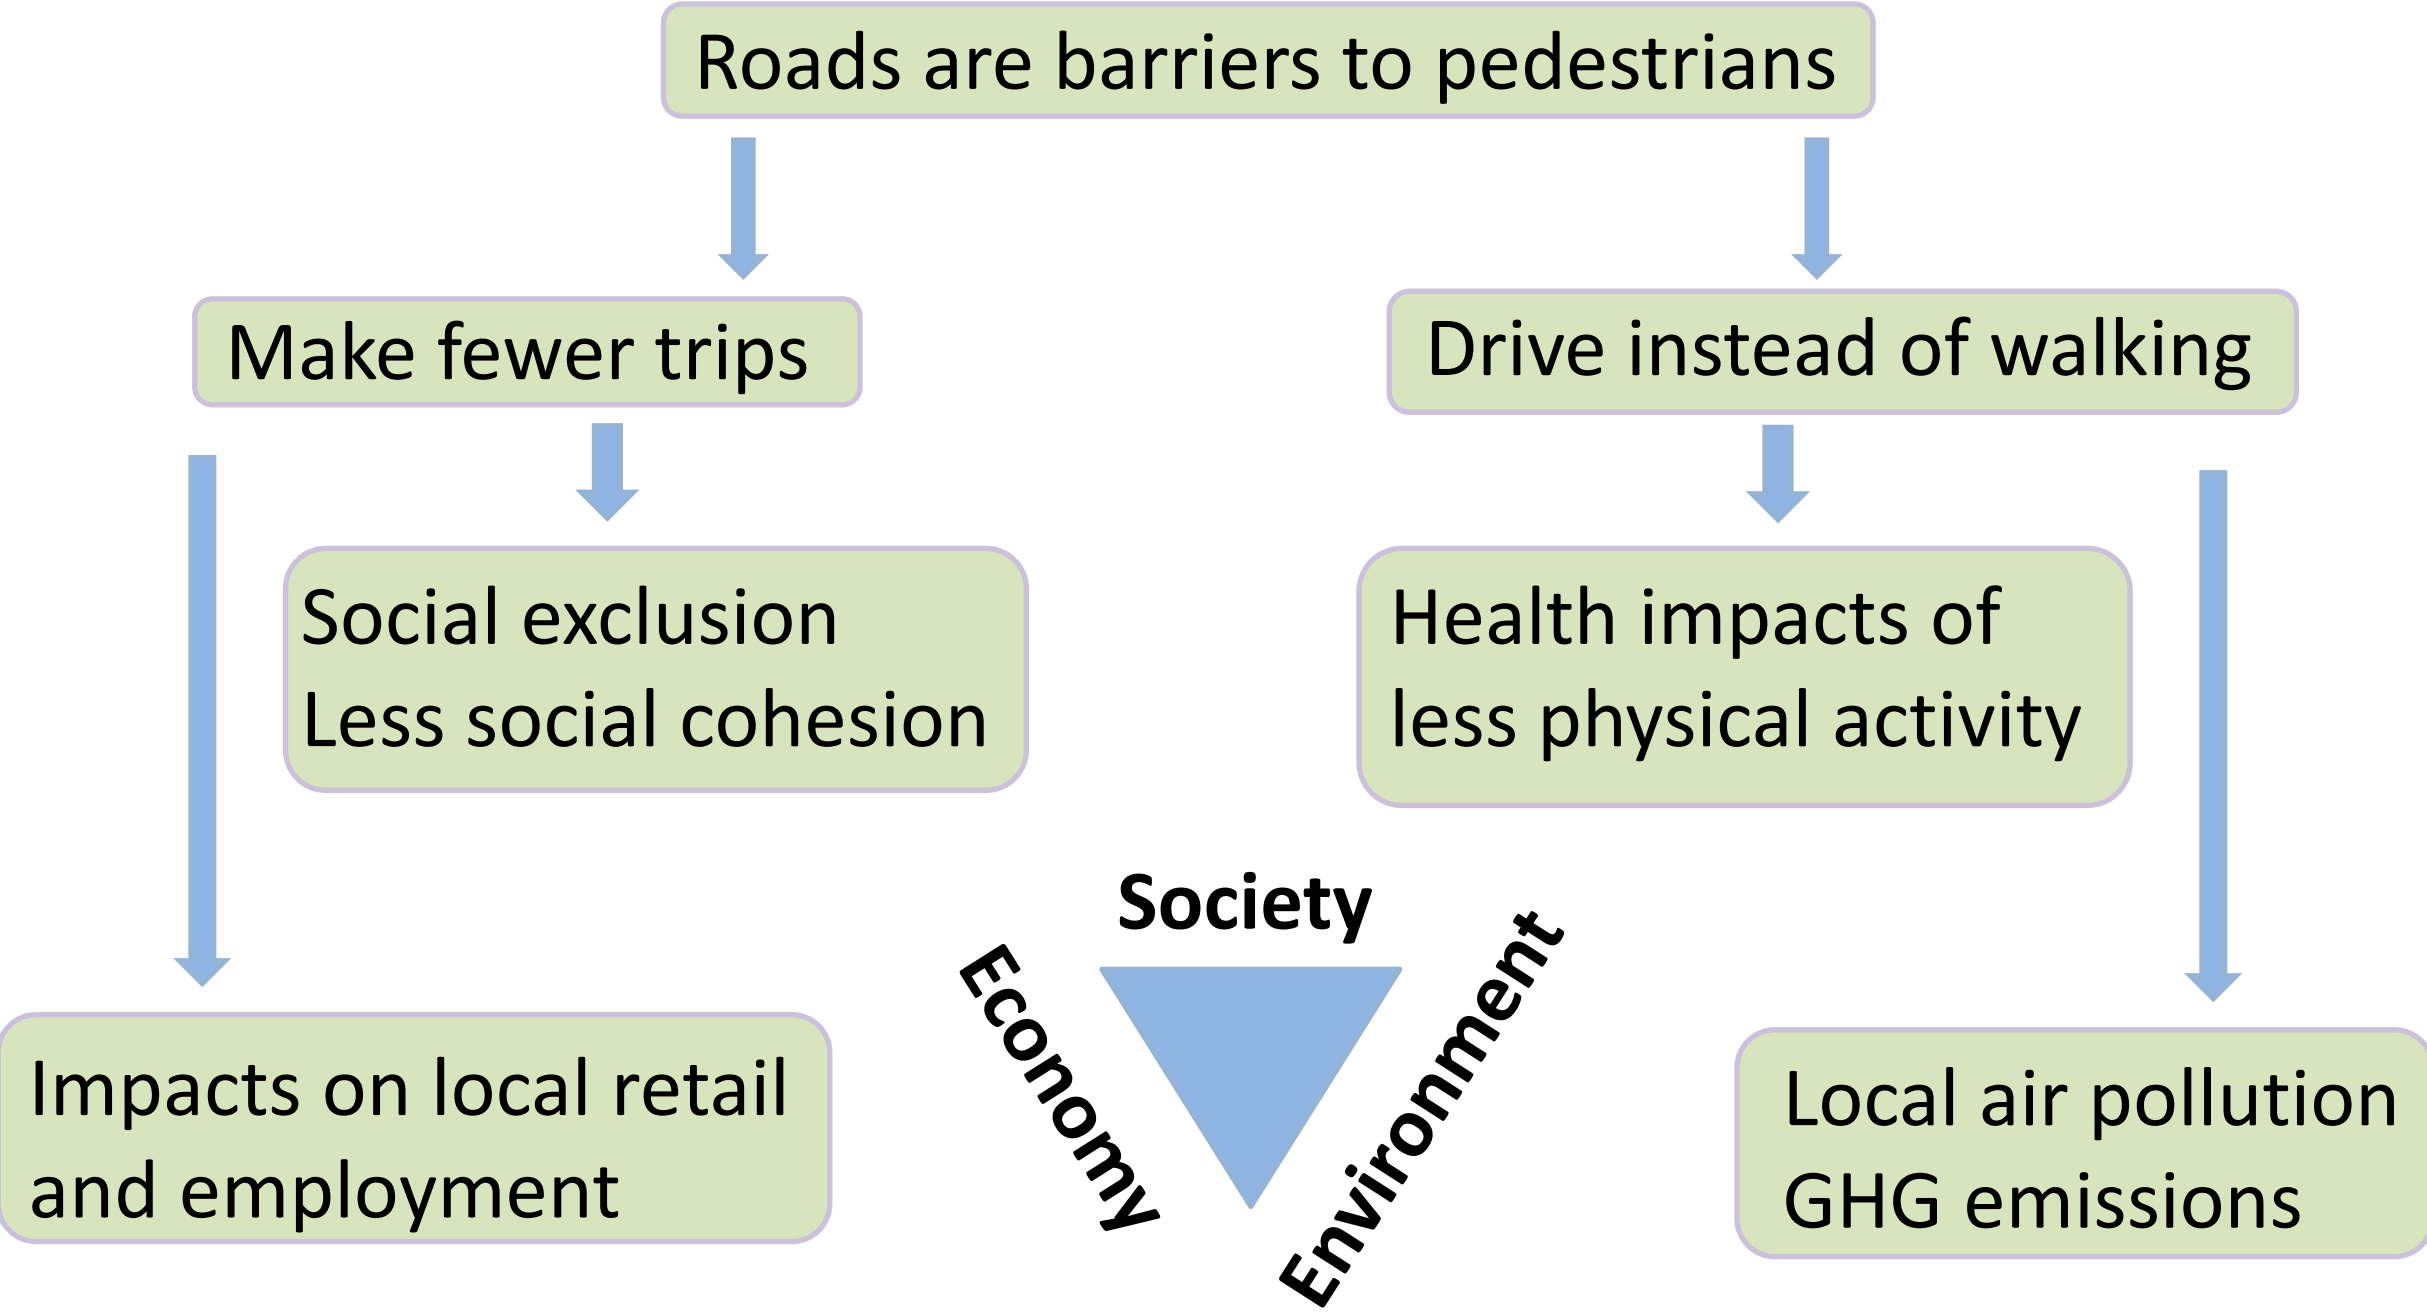 Roads are barriers to pedestrians
Make fewer trips
Drive instead of walking
Social exclusion
Less social cohesion
Health impacts of
less physical activity
Society
Economy
Environment
Impacts on local retail
and employment
Local air pollution
GHG emissions